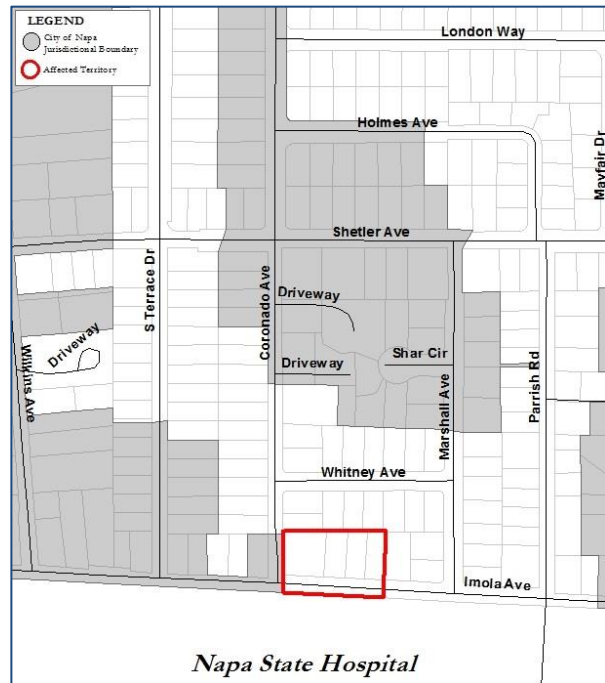 LEGEND
City of Napa
Jurisdictional Boundary
Affected Territory
London Way
Holmes Ave
Mayfair Dr
Shetler Ave
S Terrace Dr
Coronado Ave
Driveway
Driveway
Wilkins Ave
Driveway
Shar Cir
Marshall Ave
Parrish Rd
Whitney Ave
Imola Ave
Napa State Hospital